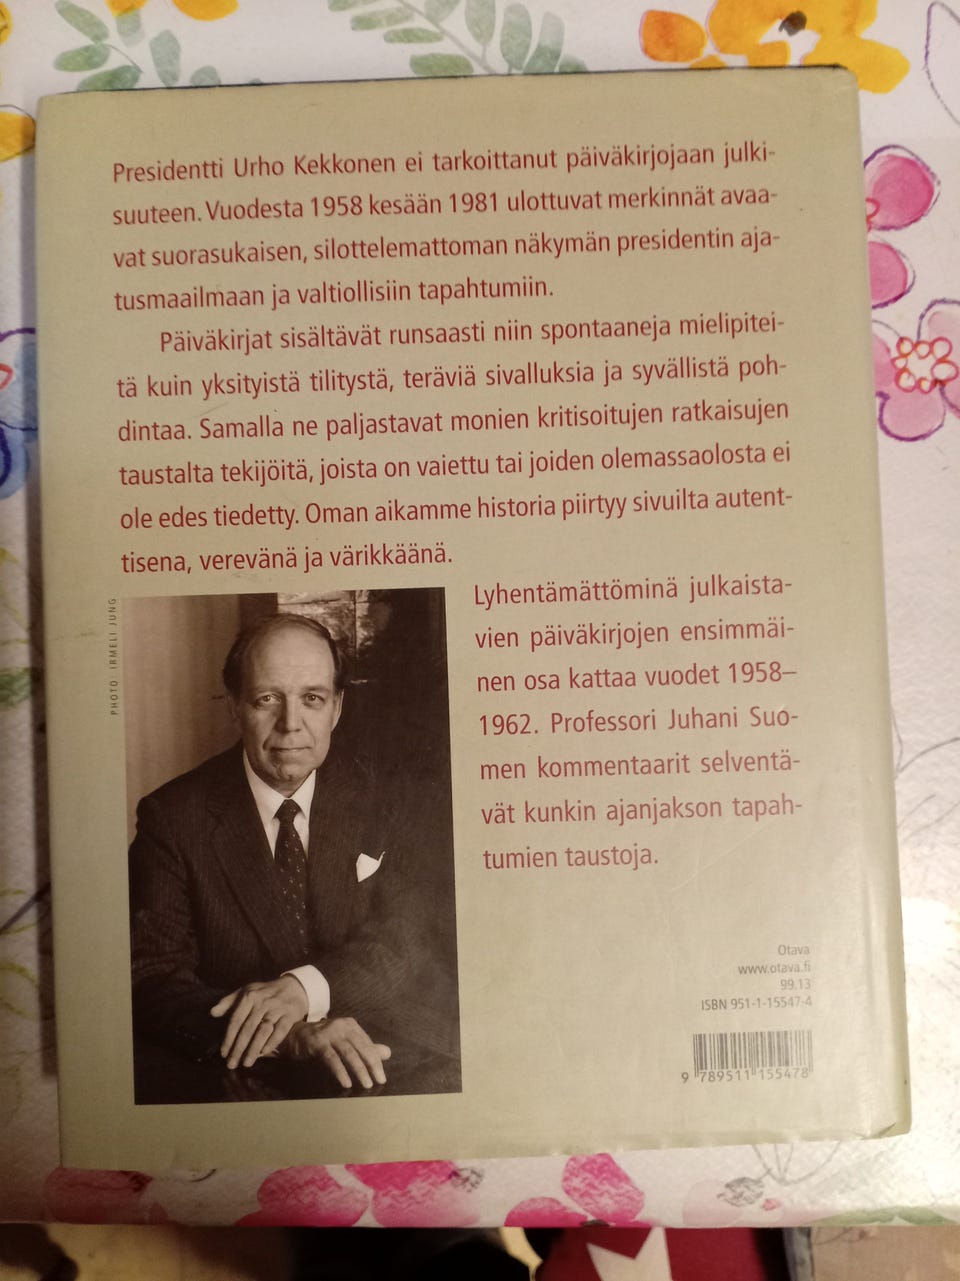 Presidentti Urho Kekkonen ei tarkoittanut päiväkirjojaan julki-
suuteen. Vuodesta 1958 kesään 1981 ulottuvat merkinnät avaa-
vat suorasukaisen, silottelemattoman näkymän presidentin aja-
tusmaailmaan ja valtiollisiin tapahtumiin.
Päiväkirjat sisältävät runsaasti niin spontaaneja mielipitei-
tä kuin yksityistä tilitystä, teräviä sivalluksia ja syvällistä poh-
dintaa. Samalla ne paljastavat monien kritisoitujen ratkaisujen
taustalta tekijöitä, joista on vaiettu tai joiden olemassaolosta ei
ole edes tiedetty. Oman aikamme historia piirtyy sivuilta autent-
tisena, verevänä ja värikkäänä.
Lyhentämättöminä julkaista-
vien päiväkirjojen ensimmäi-
nen osa kattaa vuodet 1958–
1962. Professori Juhani Suo-
men kommentaarit selventä-
vät kunkin ajanjakson tapah-
tumien taustoja.
PHOTO IRMELI JUNG
Otava
www.otava.fi
99.13
ISBN 951-1-15547-4
9 789511 155478